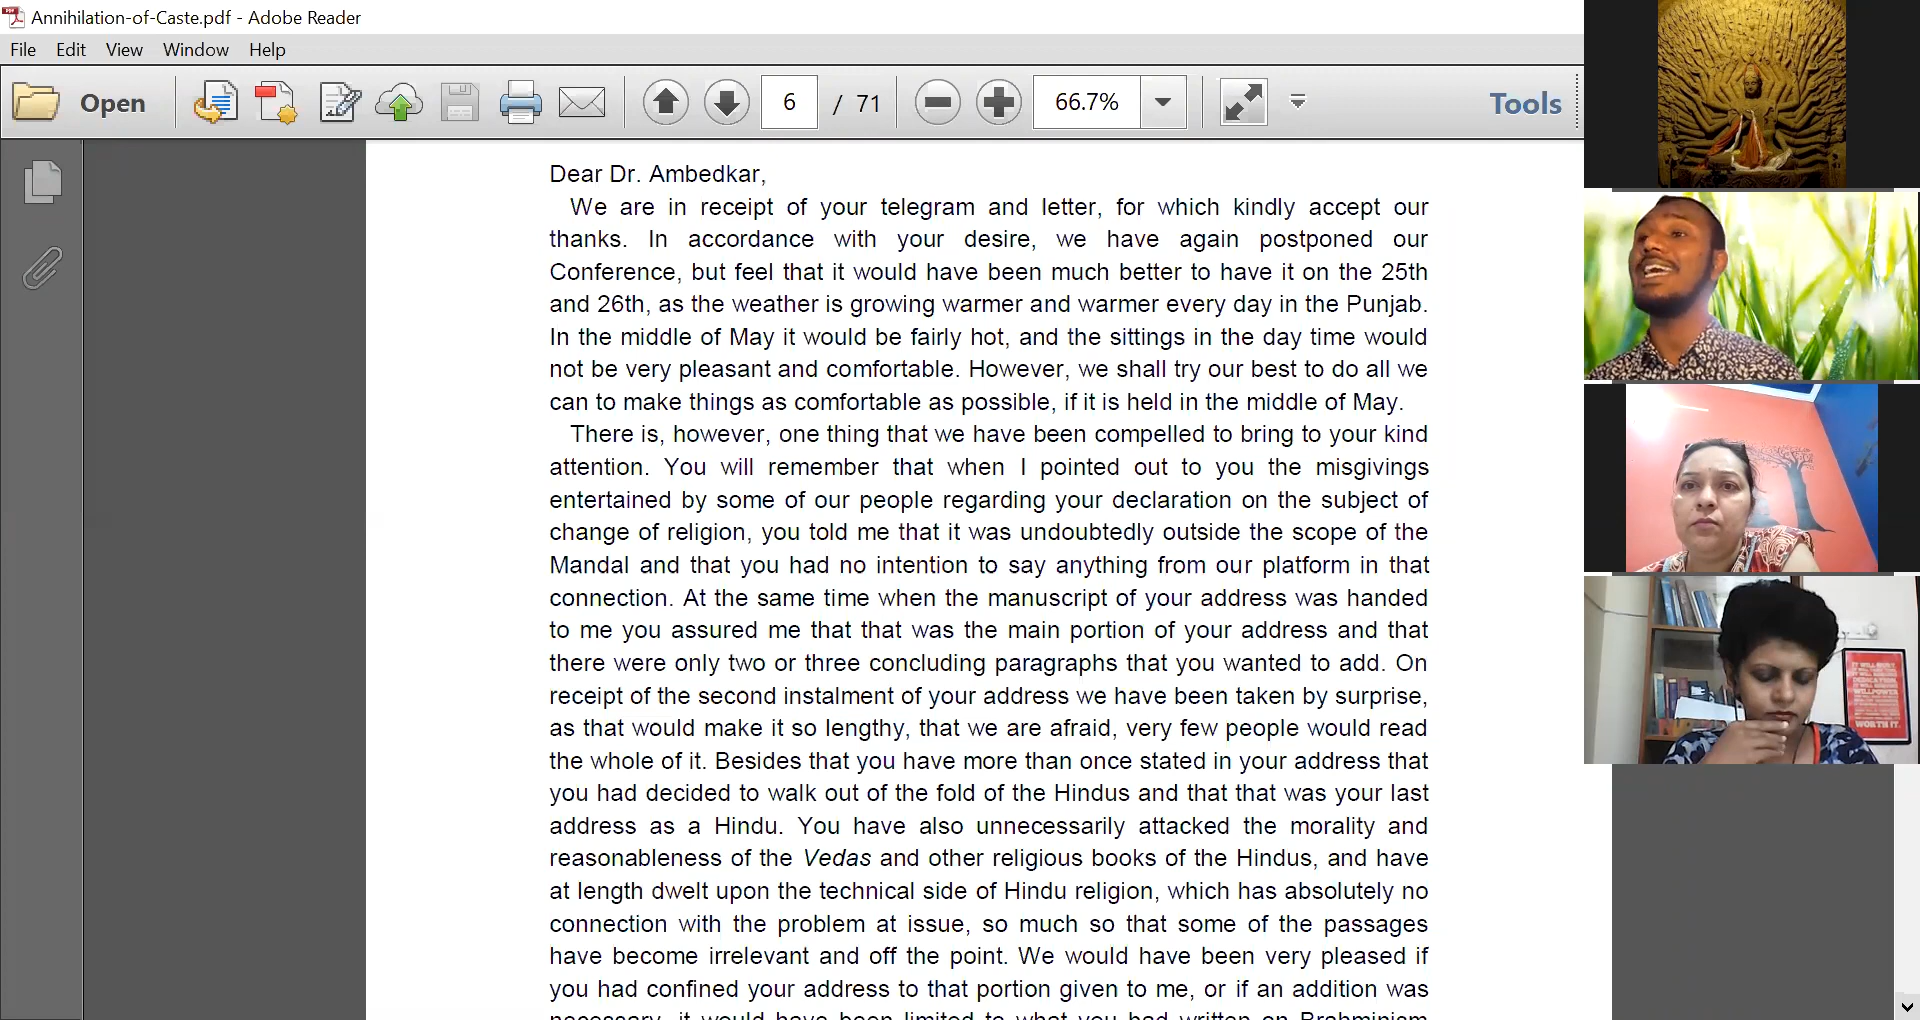 Annihilation-of-Caste.pdf - Adobe Reader
File Edit View Window Help
Open 6 / 71 66.7% Tools
Dear Dr. Ambedkar,
We are in receipt of your telegram and letter, for which kindly accept our
thanks. In accordance with your desire, we have again postponed our
Conference, but feel that it would have been much better to have it on the 25th
and 26th, as the weather is growing warmer and warmer every day in the Punjab.
In the middle of May it would be fairly hot, and the sittings in the day time would
not be very pleasant and comfortable. However, we shall try our best to do all we
can to make things as comfortable as possible, if it is held in the middle of May.
There is, however, one thing that we have been compelled to bring to your kind
attention. You will remember that when I pointed out to you the misgivings
entertained by some of our people regarding your declaration on the subject of
change of religion, you told me that it was undoubtedly outside the scope of the
Mandal and that you had no intention to say anything from our platform in that
connection. At the same time when the manuscript of your address was handed
to me you assured me that that was the main portion of your address and that
there were only two or three concluding paragraphs that you wanted to add. On
receipt of the second instalment of your address we have been taken by surprise,
as that would make it so lengthy, that we are afraid, very few people would read
the whole of it. Besides that you have more than once stated in your address that
you had decided to walk out of the fold of the Hindus and that that was your last
address as a Hindu. You have also unnecessarily attacked the morality and
reasonableness of the Vedas and other religious books of the Hindus, and have
at length dwelt upon the technical side of Hindu religion, which has absolutely no
connection with the problem at issue, so much so that some of the passages
have become irrelevant and off the point. We would have been very pleased if
you had confined your address to that portion given to me, or if an addition was
necessary, it would have been limited to what you had written on Brahminism
IT WILL HURT
DEDICATION
WILLPOWER
WORTH IT.